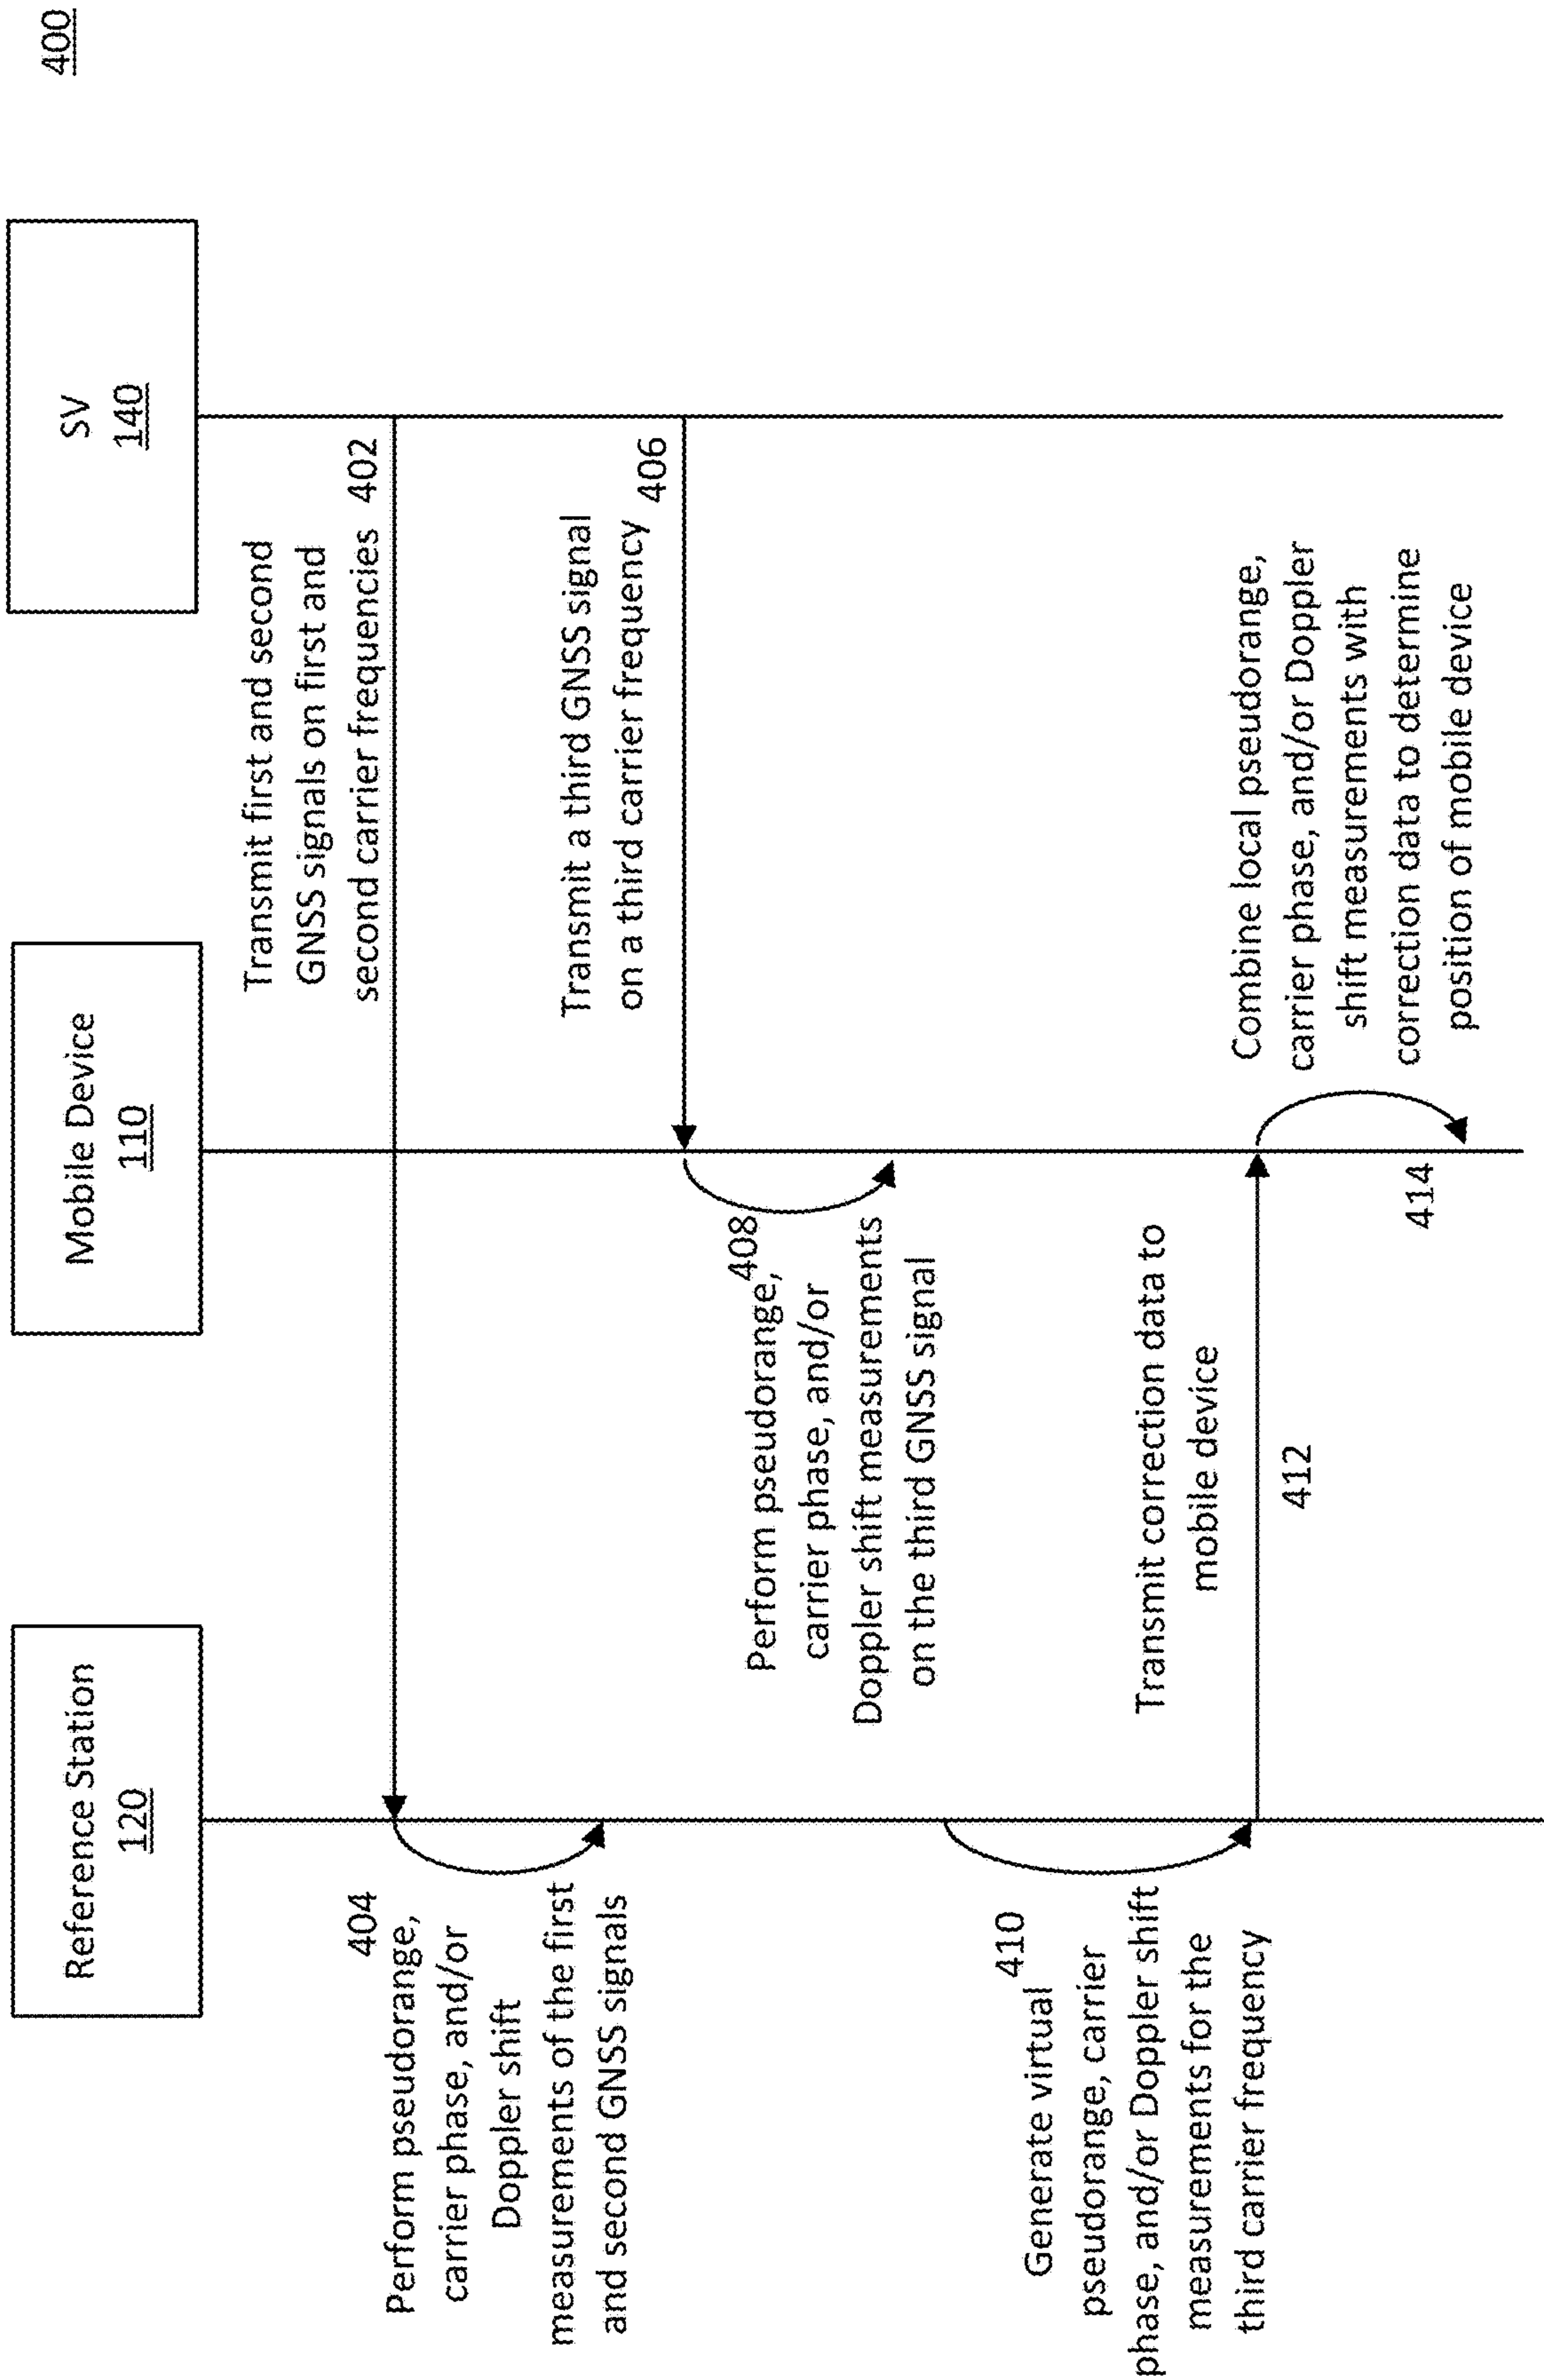 400
Reference Station
120
Mobile Device
110
SV
140
Transmit first and second
GNSS signals on first and
second carrier frequencies
402
404
Perform pseudorange,
carrier phase, and/or
Doppler shift
measurements of the first
and second GNSS signals
Transmit a third GNSS signal
on a third carrier frequency
406
408
Perform pseudorange,
carrier phase, and/or
Doppler shift measurements
on the third GNSS signal
410
Generate virtual
pseudorange, carrier
phase, and/or Doppler shift
measurements for the
third carrier frequency
Transmit correction data to
mobile device
412
Combine local pseudorange,
carrier phase, and/or Doppler
shift measurements with
correction data to determine
position of mobile device
414